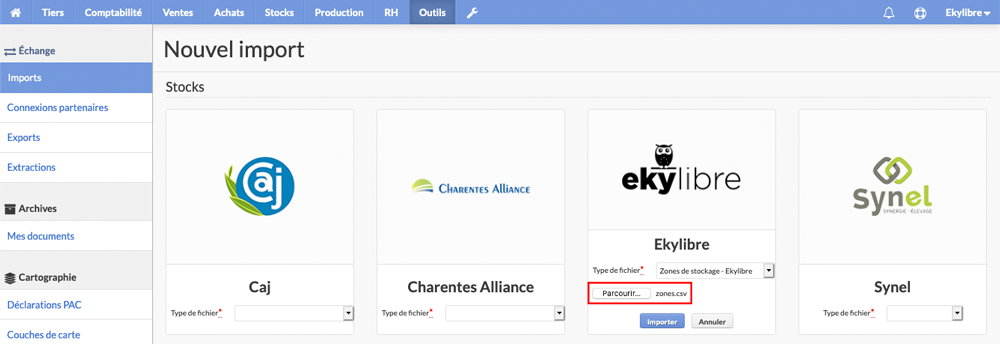 Tiers Comptabilité Ventes Achats Stocks Production RH Outils Ekylibre
Échange
Imports
Connexions partenaires
Exports
Extractions
Archives
Mes documents
Cartographie
Déclarations PAC
Couches de carte
Nouvel import
Stocks
Caj
Caj
Type de fichier*
CHARENTES ALLIANCE
Charentes Alliance
Type de fichier*
ekylibre
Ekylibre
Type de fichier* Zones de stockage - Ekylibre
Parcourir... zones.csv
Importer Annuler
Synel
SYNERGIE - ÉLEVAGE
Synel
Type de fichier*